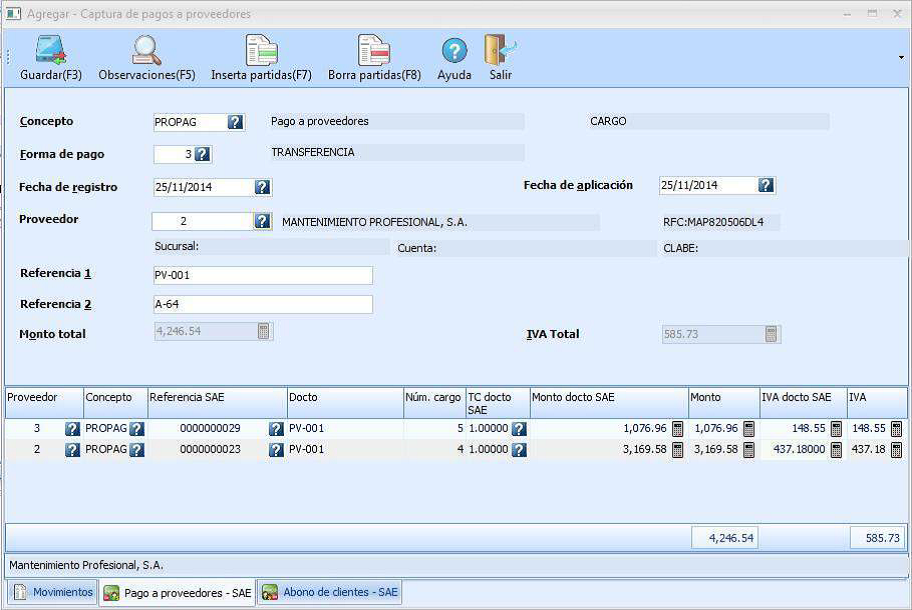 Agregar - Captura de pagos a proveedores
Guardar(F3) Observaciones(F5) Inserta partidas(F7) Borra partidas(F8) Ayuda Salir
Concepto PROPAG ? Pago a proveedores CARGO
Forma de pago 3 ? TRANSFERENCIA
Fecha de registro 25/11/2014 ? Fecha de aplicación 25/11/2014 ?
Proveedor 2 ? MANTENIMIENTO PROFESIONAL, S.A. RFC:MAP820506DL4
Sucursal: Cuenta: CLABE:
Referencia 1 PV-001
Referencia 2 A-64
Monto total 4,246.54 IVA Total 585.73
Proveedor Concepto Referencia SAE Docto Núm. cargo TC docto SAE Monto docto SAE Monto IVA docto SAE IVA
3 ? PROPAG ? 0000000029 ? PV-001 5 1.00000 ? 1,076.96 1,076.96 148.55 148.55
2 ? PROPAG ? 0000000023 ? PV-001 4 1.00000 ? 3,169.58 3,169.58 437.18000 437.18
4,246.54 585.73
Mantenimiento Profesional, S.A.
Movimientos Pago a proveedores - SAE Abono de clientes - SAE